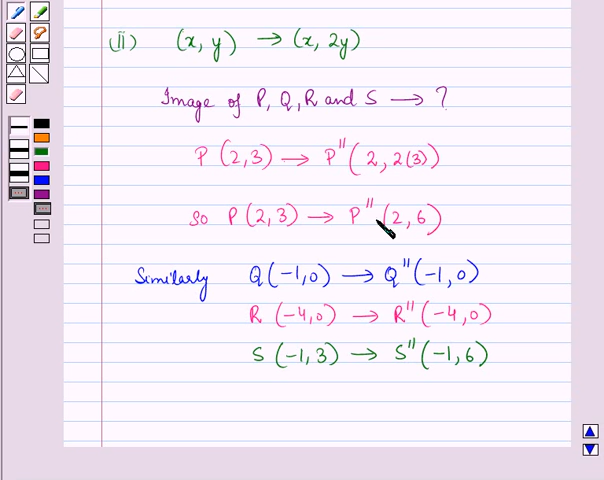 (ii) (x, y) → (x, 2y)
Image of P, Q, R and S → ?
P (2, 3) → P" (2, 2(3))
So P (2, 3) → P" (2, 6)
Similarly Q (-1, 0) → Q" (-1, 0)
R (-4, 0) → R" (-4, 0)
S (-1, 3) → S" (-1, 6)